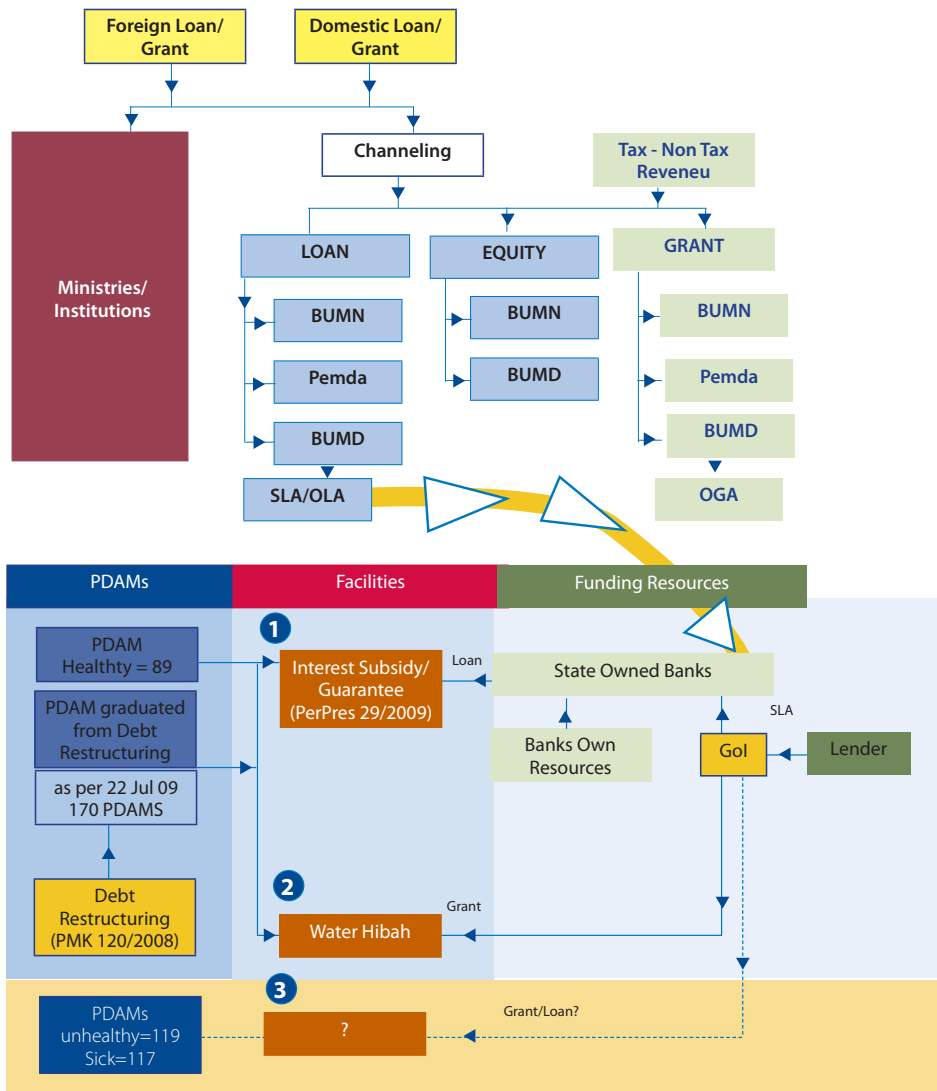 Foreign Loan/
Grant
Domestic Loan/
Grant
Channeling
Tax - Non Tax
Reveneu
Ministries/
Institutions
LOAN
EQUITY
GRANT
BUMN
BUMN
BUMN
Pemda
BUMD
Pemda
BUMD
BUMD
SLA/OLA
OGA
PDAMs
Facilities
Funding Resources
1
PDAM
Healthty = 89
Interest Subsidy/
Guarantee
(PerPres 29/2009)
Loan
State Owned Banks
SLA
PDAM graduated
from Debt
Restructuring
Banks Own
Resources
GoI
Lender
as per 22 Jul 09
170 PDAMS
2
Debt
Restructuring
(PMK 120/2008)
Water Hibah
Grant
3
PDAMs
unhealthy=119
Sick=117
?
Grant/Loan?